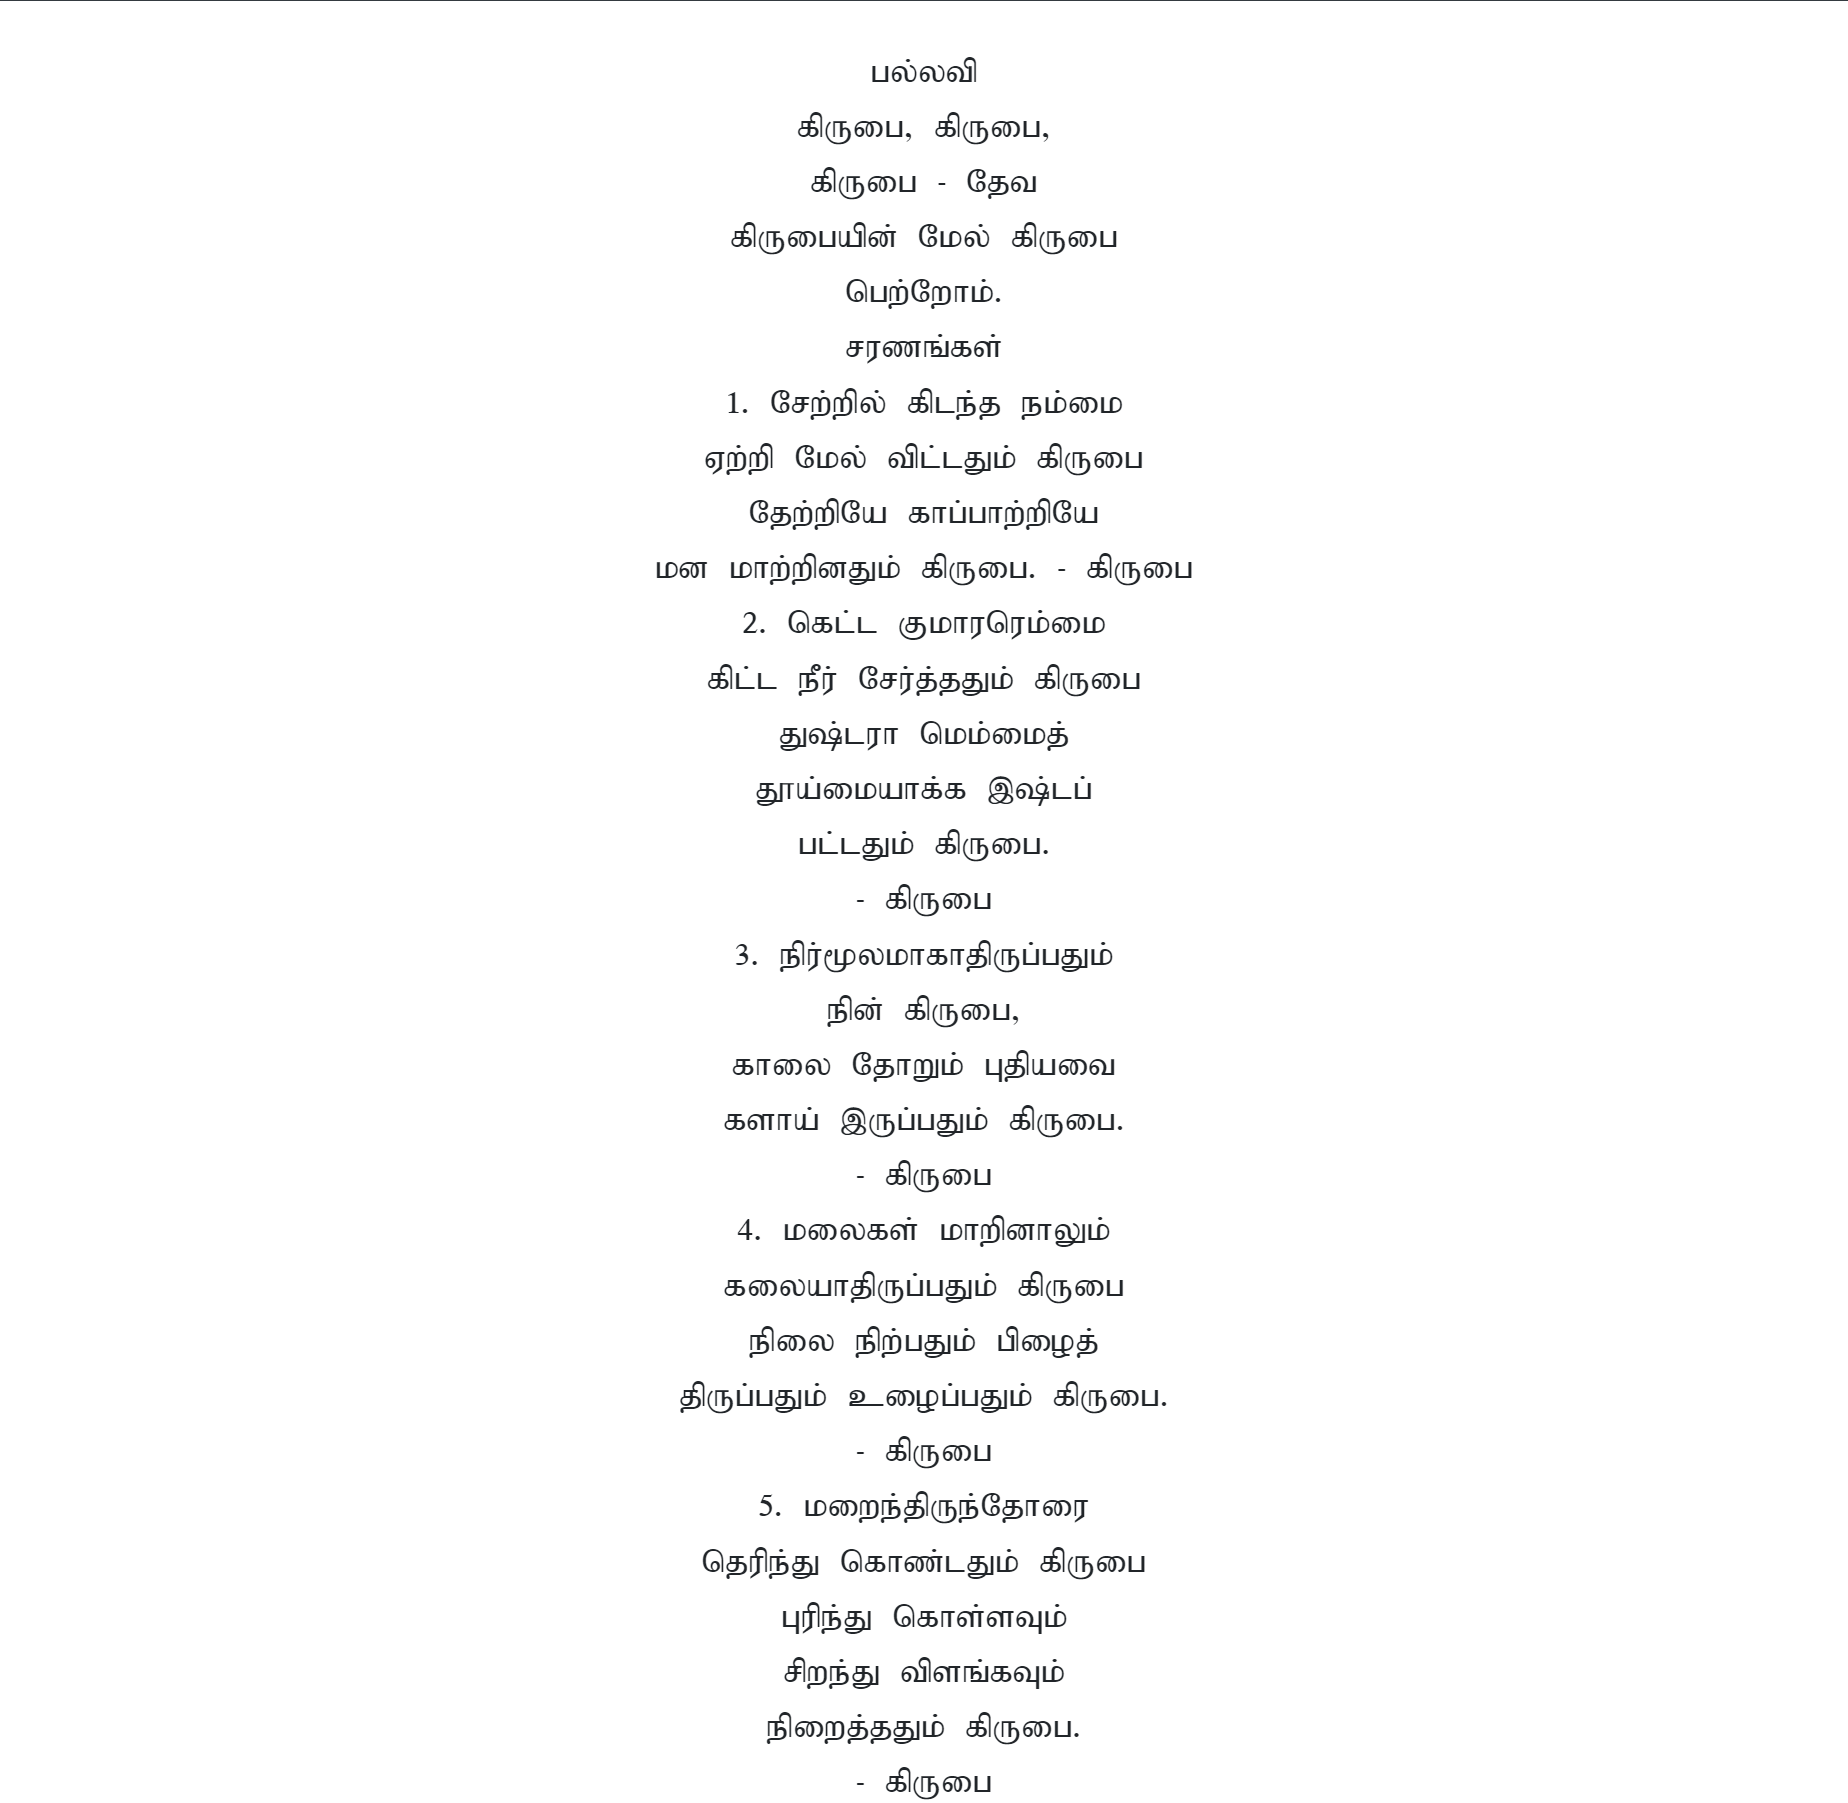 பல்லவி
கிருபை, கிருபை,
கிருபை - தேவ
கிருபையின் மேல் கிருபை
பெற்றோம்.
சரணங்கள்
1. சேற்றில் கிடந்த நம்மை
ஏற்றி மேல் விட்டதும் கிருபை
தேற்றியே காப்பாற்றியே
மன மாற்றினதும் கிருபை. - கிருபை
2. கெட்ட குமாரரெம்மை
கிட்ட நீர் சேர்த்ததும் கிருபை
துஷ்டரா மெம்மைத்
தூய்மையாக்க இஷ்டப்
பட்டதும் கிருபை.
- கிருபை
3. நிர்மூலமாகாதிருப்பதும்
நின் கிருபை,
காலை தோறும் புதியவை
களாய் இருப்பதும் கிருபை.
- கிருபை
4. மலைகள் மாறினாலும்
கலையாதிருப்பதும் கிருபை
நிலை நிற்பதும் பிழைத்
திருப்பதும் உழைப்பதும் கிருபை.
- கிருபை
5. மறைந்திருந்தோரை
தெரிந்து கொண்டதும் கிருபை
புரிந்து கொள்ளவும்
சிறந்து விளங்கவும்
நிறைத்ததும் கிருபை.
- கிருபை